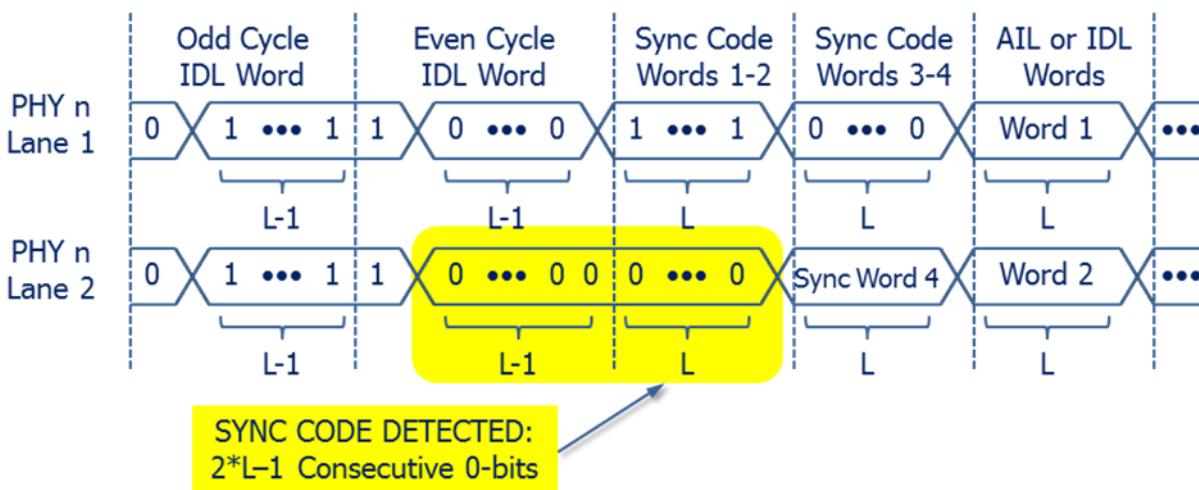 Odd Cycle
IDL Word
Even Cycle
IDL Word
Sync Code
Words 1-2
Sync Code
Words 3-4
AIL or IDL
Words
PHY n
Lane 1
0 1 ••• 1 1 0 ••• 0 1 ••• 1 0 ••• 0 Word 1 •••
L-1 L-1 L L L
PHY n
Lane 2
0 1 ••• 1 1 0 ••• 0 0 0 ••• 0 Sync Word 4 Word 2 •••
L-1 L-1 L L L
SYNC CODE DETECTED:
2*L–1 Consecutive 0-bits